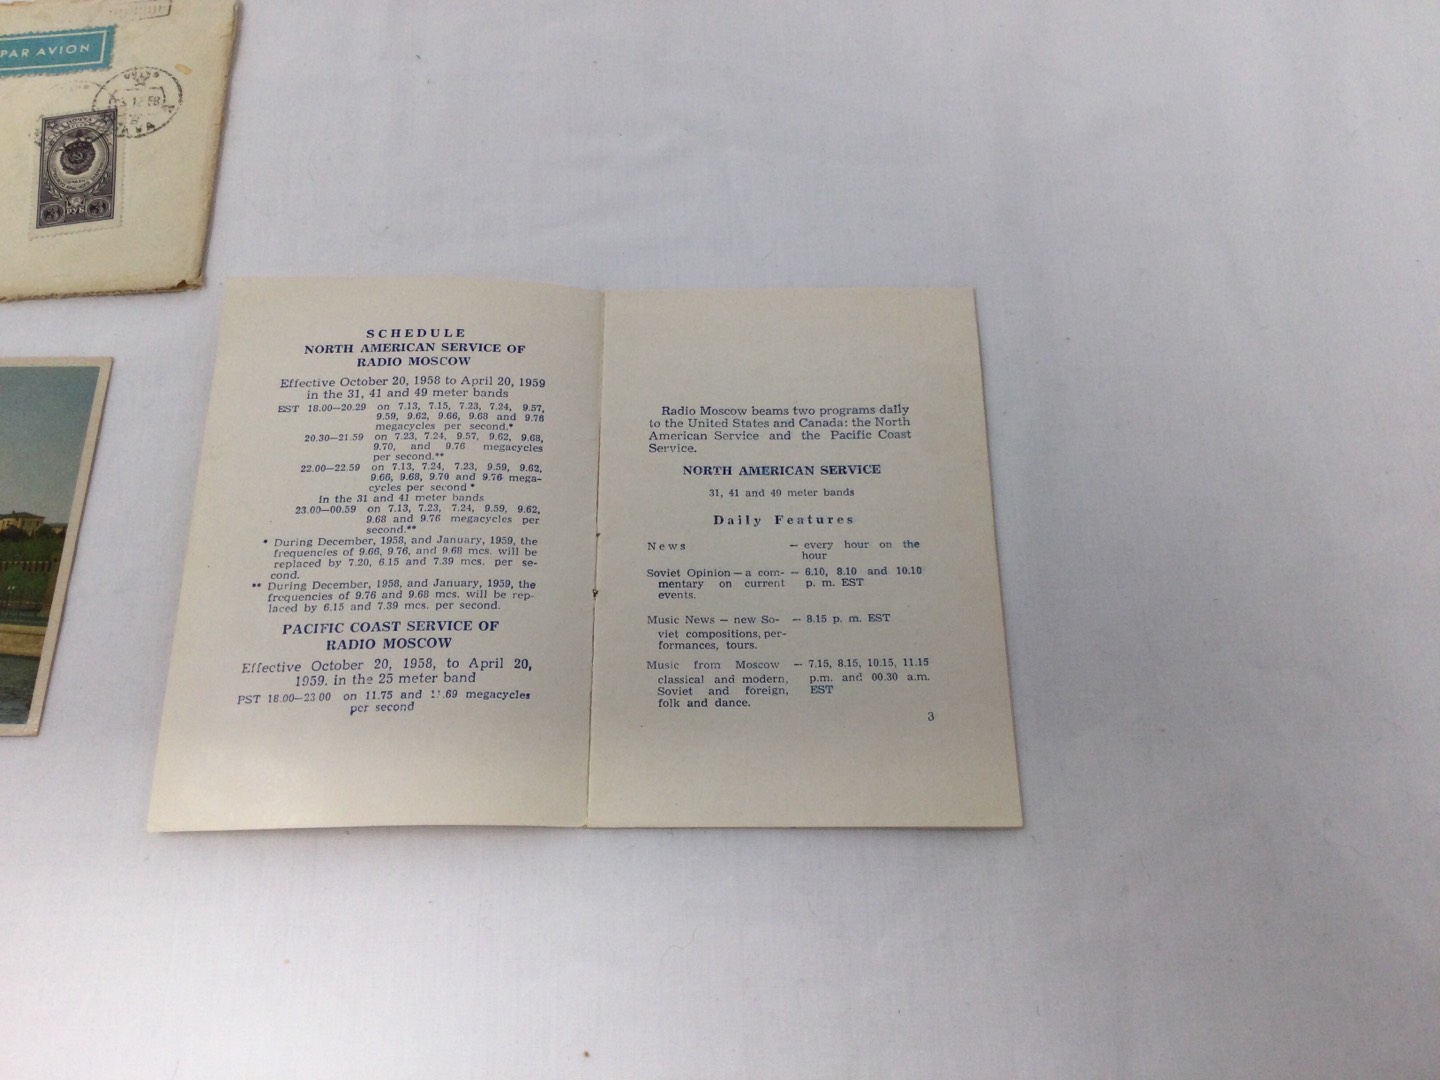 PAR AVION
3 РУБ 3
SCHEDULE
NORTH AMERICAN SERVICE OF
RADIO MOSCOW
Effective October 20, 1958 to April 20, 1959
in the 31, 41 and 49 meter bands
EST 18.00—20.29 on 7.13, 7.15, 7.23, 7.24, 9.57,
9.59, 9.62, 9.66, 9.68 and 9.76
megacycles per second.*
20.30—21.59 on 7.23, 7.24, 9.57, 9.62, 9.68,
9.70, and 9.76 megacycles
per second.**
22.00—22.59 on 7.13, 7.24, 7.23, 9.59, 9.62,
9.66, 9.68, 9.70 and 9.76 mega-
cycles per second *
in the 31 and 41 meter bands
23.00—00.59 on 7.13, 7.23, 7.24, 9.59, 9.62,
9.68 and 9.76 megacycles per
second.**
* During December, 1958, and January, 1959, the
frequencies of 9.66, 9.76, and 9.68 mcs. will be
replaced by 7.20, 6.15 and 7.39 mcs. per se-
cond.
** During December, 1958, and January, 1959, the
frequencies of 9.76 and 9.68 mcs. will be rep-
laced by 6.15 and 7.39 mcs. per second.
PACIFIC COAST SERVICE OF
RADIO MOSCOW
Effective October 20, 1958, to April 20,
1959. in the 25 meter band
PST 18.00—23.00 on 11.75 and megacycles
per second
Radio Moscow beams two programs daily
to the United States and Canada: the North
American Service and the Pacific Coast
Service.
NORTH AMERICAN SERVICE
31, 41 and 49 meter bands
Daily Features
News — every hour on the
hour
Soviet Opinion — a com- — 6.10, 8.10 and 10.10
mentary on current p. m. EST
events.
Music News — new So- — 8.15 p. m. EST
viet compositions, per-
formances, tours.
Music from Moscow — 7.15, 8.15, 10.15, 11.15
classical and modern, p.m. and 00.30 a.m.
Soviet and foreign, EST
folk and dance.
3